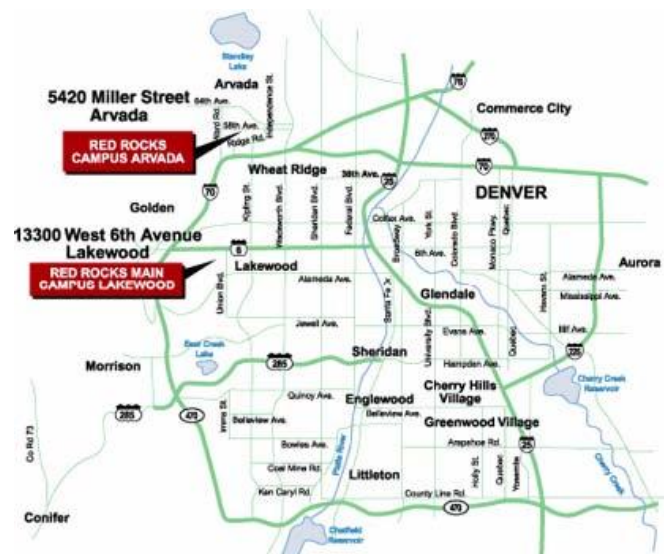 Standley
Lake
76
Arvada
5420 Miller Street
Arvada
64th Ave.
Independence St.
Commerce City
58th Ave.
Ward Rd.
Ridge Rd.
270
RED ROCKS
CAMPUS ARVADA
Wheat Ridge
38th Ave.
70
25
DENVER
70
Golden
Kipling St.
Wadsworth Blvd.
Sheridan Blvd.
Federal Blvd.
Colfax Ave.
Broadway
York St.
Colorado Blvd.
Monaco Pkwy.
Quebec
13300 West 6th Avenue
Lakewood
6
6th Ave.
Aurora
RED ROCKS MAIN
CAMPUS LAKEWOOD
Lakewood
Union Blvd.
Alameda Ave.
Santa Fe Dr.
Glendale
Havana St.
Alameda Ave.
Mississippi Ave.
Jewell Ave.
University Blvd.
Evans Ave.
Quebec
Iliff Ave.
225
Morrison
285
Sheridan
Hampden Ave.
Cherry Creek
Reservoir
285
470
Quincy Ave.
Englewood
Cherry Hills
Village
Belleview Ave.
Belleview Ave.
Greenwood Village
Co Rd 73
Bowles Ave.
Platte River
Arapahoe Rd.
25
Coal Mine Rd.
Littleton
Holly St.
Quebec
Yosemite
Cherry Creek
Ken Caryl Rd.
County Line Rd.
470
Conifer
Chatfield
Reservoir